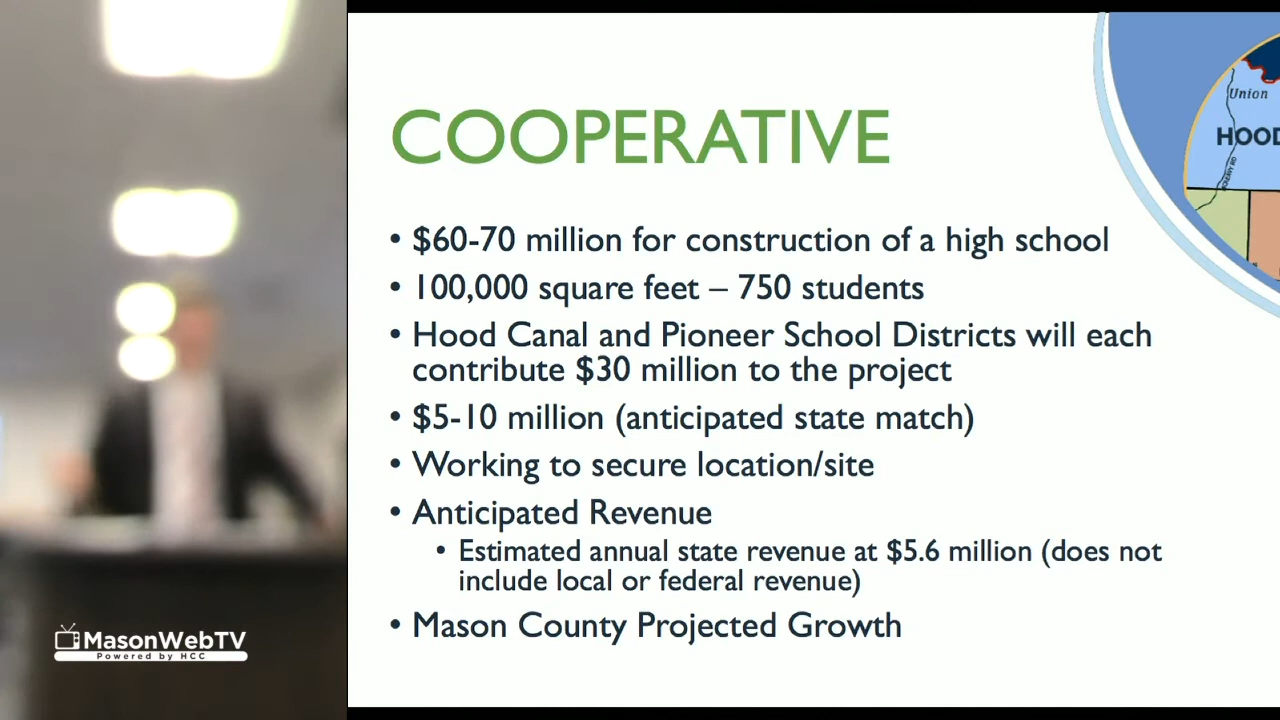 COOPERATIVE
• $60-70 million for construction of a high school
• 100,000 square feet – 750 students
• Hood Canal and Pioneer School Districts will each
contribute $30 million to the project
• $5-10 million (anticipated state match)
• Working to secure location/site
• Anticipated Revenue
• Estimated annual state revenue at $5.6 million (does not
include local or federal revenue)
• Mason County Projected Growth
Union
HOOD
MasonWebTV
Powered by HCC